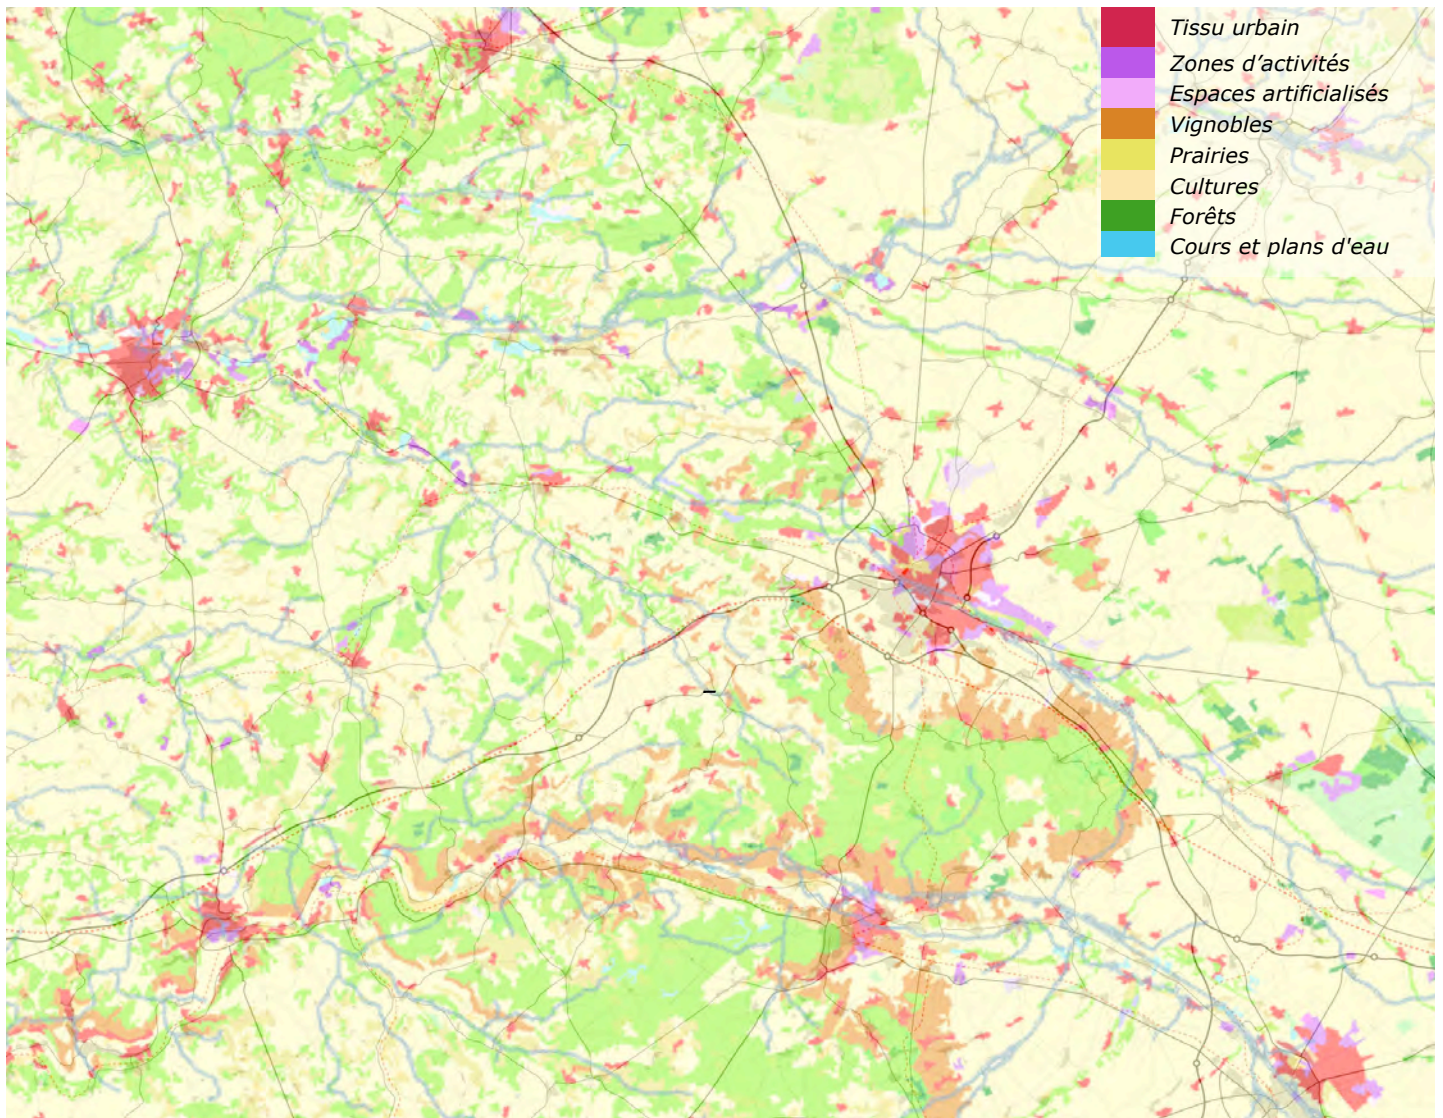 Tissu urbain
Zones d’activités
Espaces artificialisés
Vignobles
Prairies
Cultures
Forêts
Cours et plans d'eau